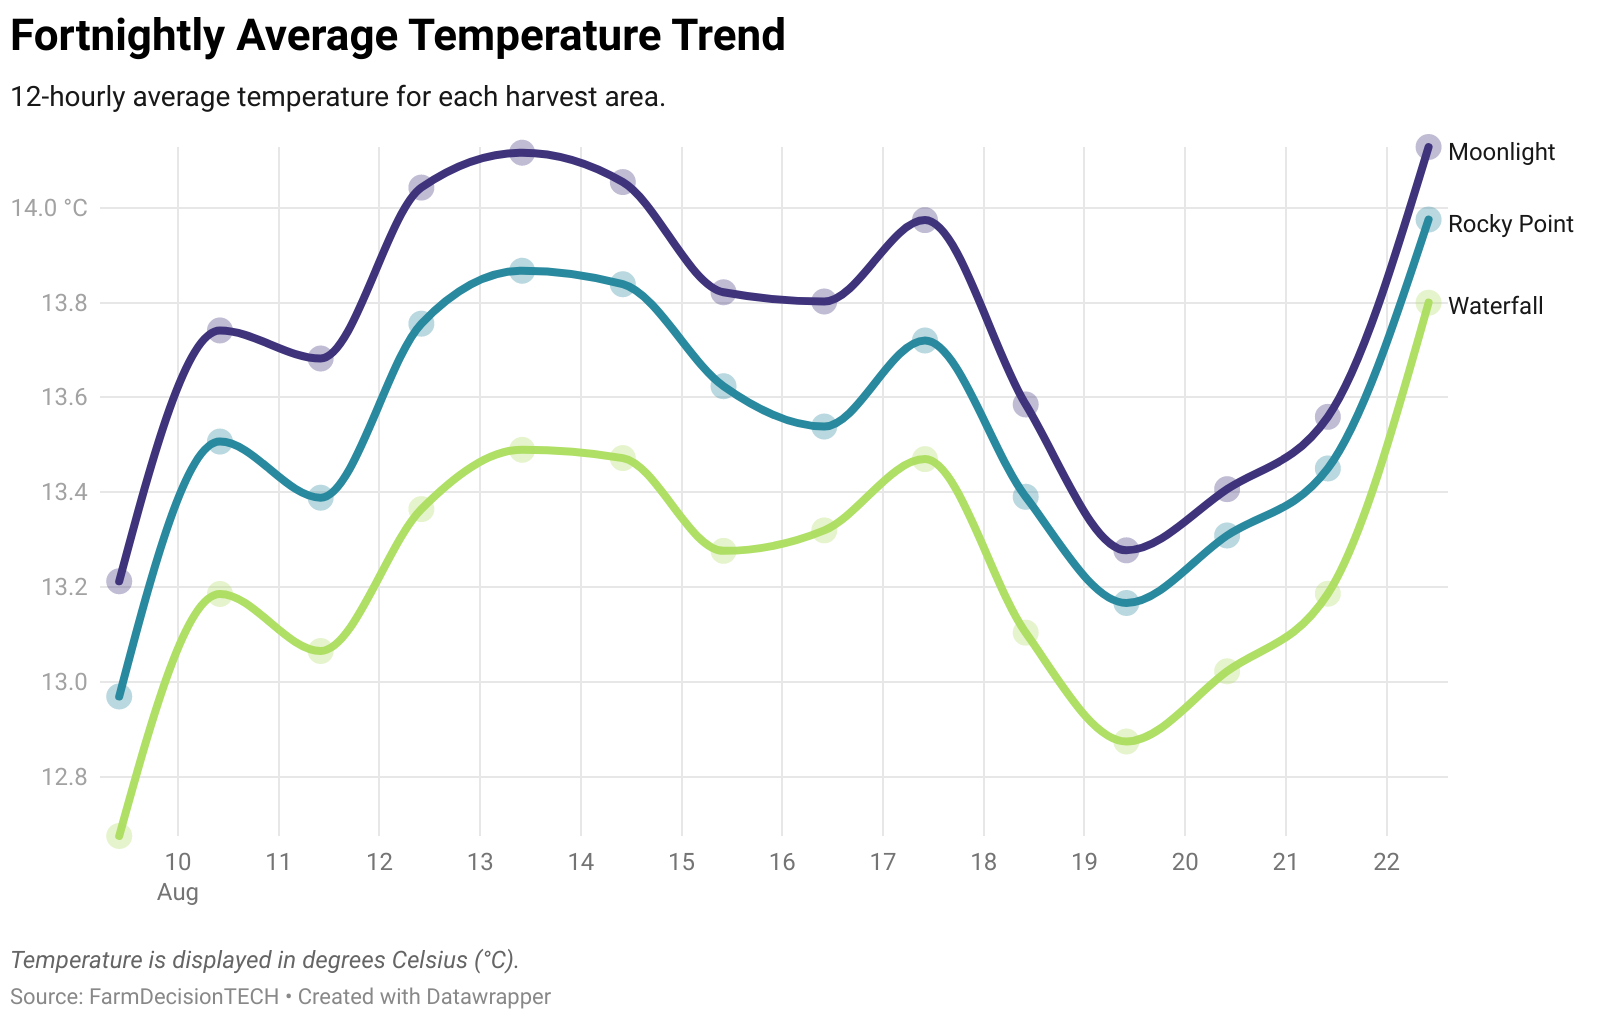 Fortnightly Average Temperature Trend
12-hourly average temperature for each harvest area.
Moonlight
14.0 °C
Rocky Point
13.8
Waterfall
13.6
13.4
13.2
13.0
12.8
10 11 12 13 14 15 16 17 18 19 20 21 22
Aug
Temperature is displayed in degrees Celsius (°C).
Source: FarmDecisionTECH • Created with Datawrapper